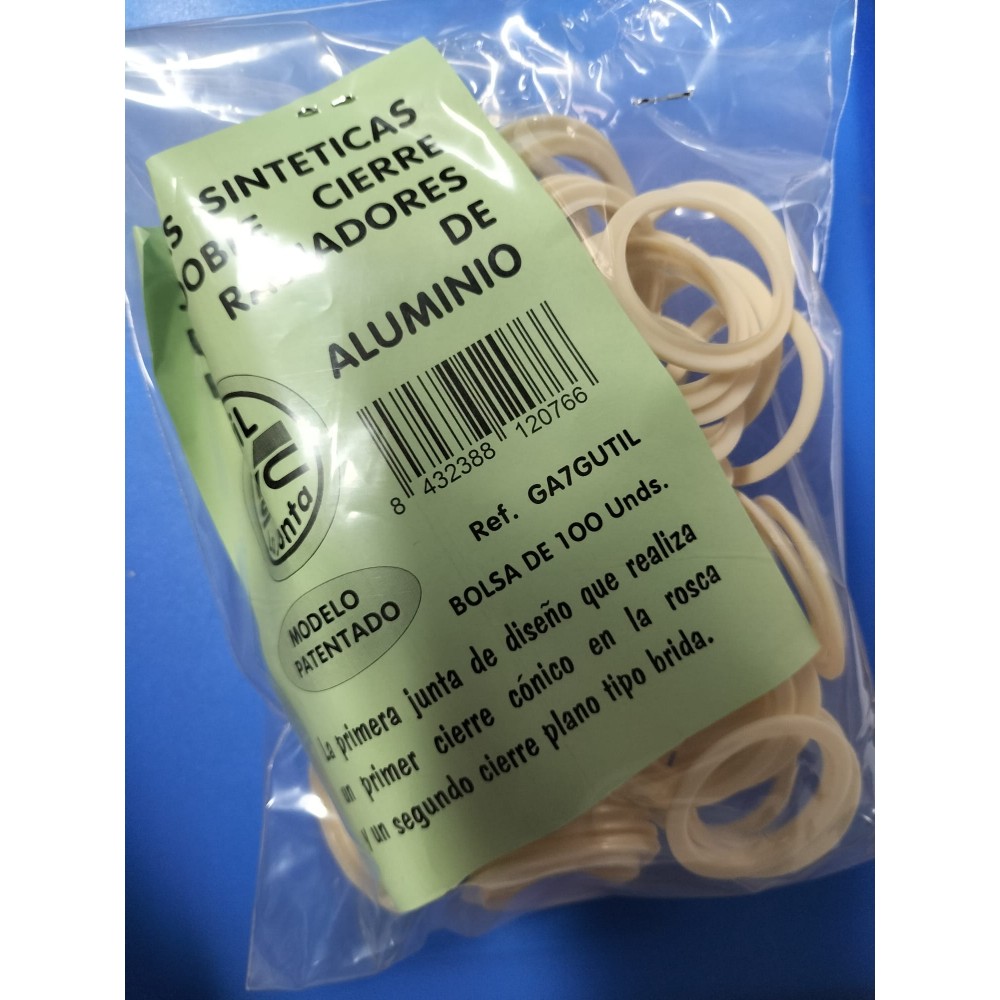 SINTETICAS
CIERRE
RADIADORES
DE
ALUMINIO
8 432388 120766
Ref. GA7GUTIL
BOLSA DE 100 Unds.
MODELO
PATENTADO
La primera junta de diseño que realiza
un primer cierre cónico en la rosca
y un segundo cierre plano tipo brida.